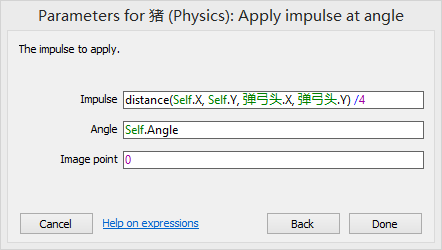 Parameters for 猪 (Physics): Apply impulse at angle
The impulse to apply.
Impulse distance(Self.X, Self.Y, 弹弓头.X, 弹弓头.Y) /4
Angle Self.Angle
Image point 0
Cancel Help on expressions Back Done